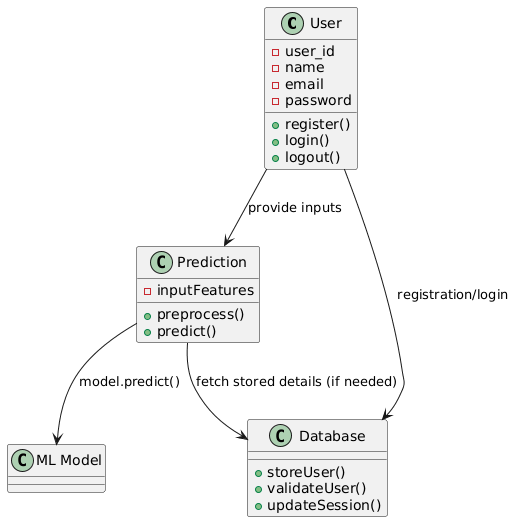 C User
user_id
name
email
password
register()
login()
logout()
provide inputs
C Prediction
inputFeatures
preprocess()
predict()
registration/login
model.predict()
fetch stored details (if needed)
C ML Model
C Database
storeUser()
validateUser()
updateSession()